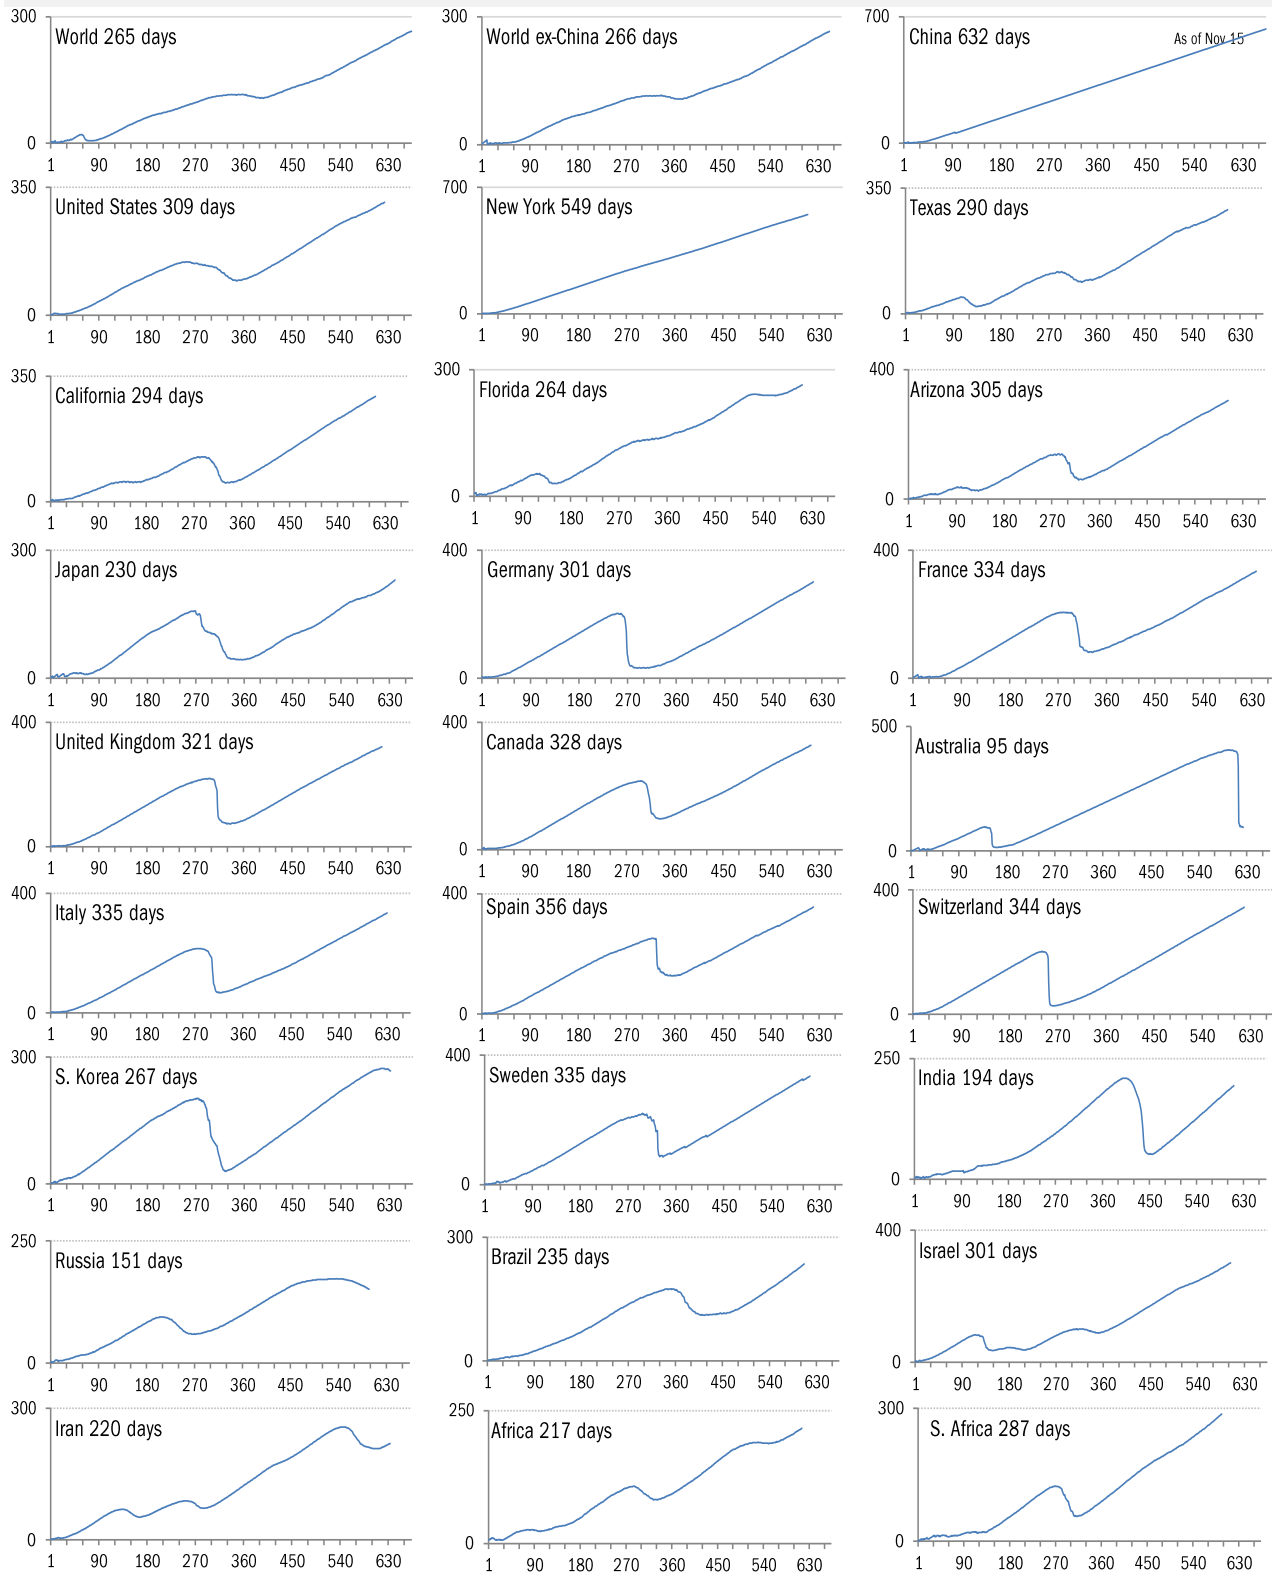 300
World 265 days
0
1 90 180 270 360 450 540 630
300
World ex-China 266 days
0
1 90 180 270 360 450 540 630
700
China 632 days
As of Nov 15
0
1 90 180 270 360 450 540 630
350
United States 309 days
0
1 90 180 270 360 450 540 630
700
New York 549 days
0
1 90 180 270 360 450 540 630
350
Texas 290 days
0
1 90 180 270 360 450 540 630
350
California 294 days
0
1 90 180 270 360 450 540 630
300
Florida 264 days
0
1 90 180 270 360 450 540 630
400
Arizona 305 days
0
1 90 180 270 360 450 540 630
300
Japan 230 days
0
1 90 180 270 360 450 540 630
400
Germany 301 days
0
1 90 180 270 360 450 540 630
400
France 334 days
0
1 90 180 270 360 450 540 630
400
United Kingdom 321 days
0
1 90 180 270 360 450 540 630
400
Canada 328 days
0
1 90 180 270 360 450 540 630
500
Australia 95 days
0
1 90 180 270 360 450 540 630
400
Italy 335 days
0
1 90 180 270 360 450 540 630
400
Spain 356 days
0
1 90 180 270 360 450 540 630
400
Switzerland 344 days
0
1 90 180 270 360 450 540 630
300
S. Korea 267 days
0
1 90 180 270 360 450 540 630
400
Sweden 335 days
0
1 90 180 270 360 450 540 630
250
India 194 days
0
1 90 180 270 360 450 540 630
250
Russia 151 days
0
1 90 180 270 360 450 540 630
300
Brazil 235 days
0
1 90 180 270 360 450 540 630
400
Israel 301 days
0
1 90 180 270 360 450 540 630
300
Iran 220 days
0
1 90 180 270 360 450 540 630
250
Africa 217 days
0
1 90 180 270 360 450 540 630
300
S. Africa 287 days
0
1 90 180 270 360 450 540 630